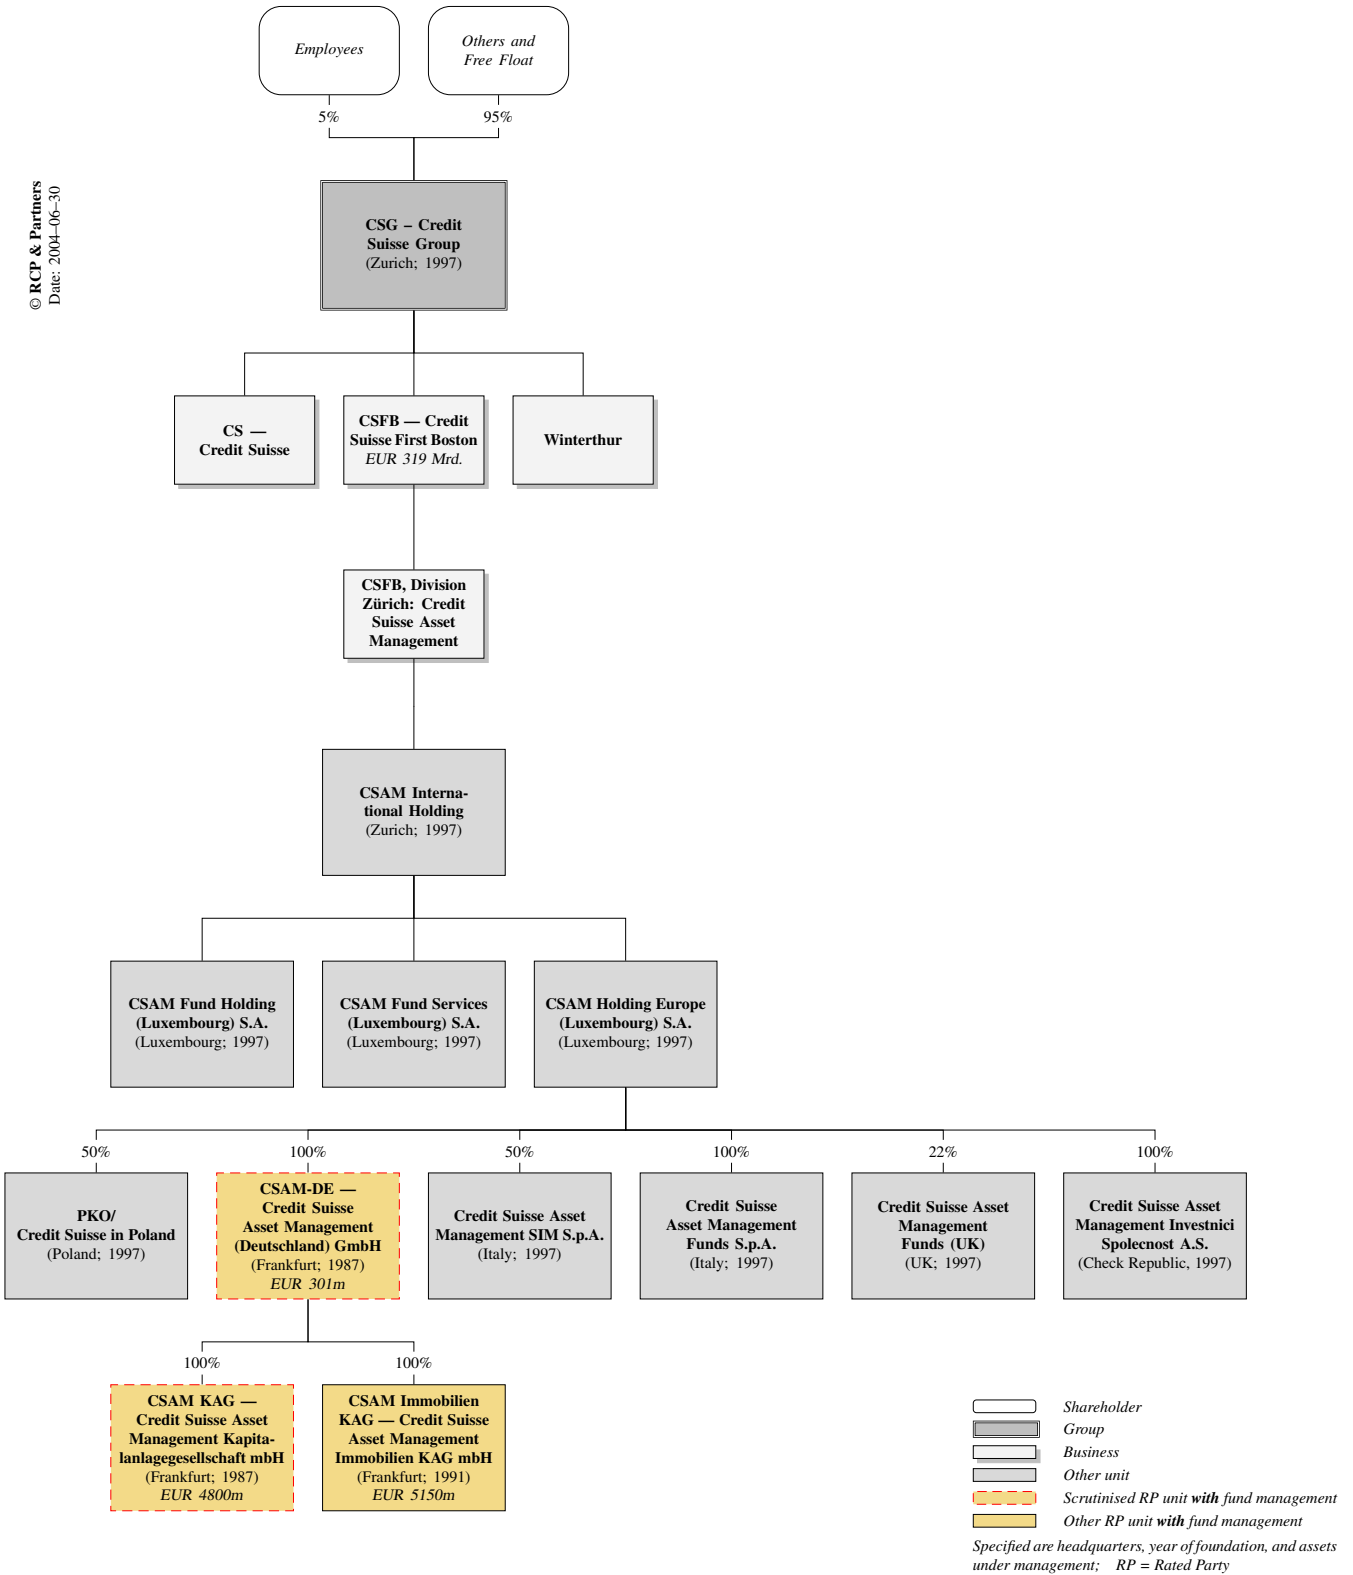 Employees
Others and
Free Float
5%
95%
© RCP & Partners
Date: 2004–06–30
CSG – Credit
Suisse Group
(Zurich; 1997)
CS —
Credit Suisse
CSFB — Credit
Suisse First Boston
EUR 319 Mrd.
Winterthur
CSFB, Division
Zürich: Credit
Suisse Asset
Management
CSAM Interna-
tional Holding
(Zurich; 1997)
CSAM Fund Holding
(Luxembourg) S.A.
(Luxembourg; 1997)
CSAM Fund Services
(Luxembourg) S.A.
(Luxembourg; 1997)
CSAM Holding Europe
(Luxembourg) S.A.
(Luxembourg; 1997)
50%
100%
50%
100%
22%
100%
PKO/
Credit Suisse in Poland
(Poland; 1997)
CSAM-DE —
Credit Suisse
Asset Management
(Deutschland) GmbH
(Frankfurt; 1987)
EUR 301m
Credit Suisse Asset
Management SIM S.p.A.
(Italy; 1997)
Credit Suisse
Asset Management
Funds S.p.A.
(Italy; 1997)
Credit Suisse Asset
Management
Funds (UK)
(UK; 1997)
Credit Suisse Asset
Management Investnici
Spolecnost A.S.
(Check Republic, 1997)
100%
100%
CSAM KAG —
Credit Suisse Asset
Management Kapita-
lanlagegesellschaft mbH
(Frankfurt; 1987)
EUR 4800m
CSAM Immobilien
KAG — Credit Suisse
Asset Management
Immobilien KAG mbH
(Frankfurt; 1991)
EUR 5150m
Shareholder
Group
Business
Other unit
Scrutinised RP unit with fund management
Other RP unit with fund management
Specified are headquarters, year of foundation, and assets
under management; RP = Rated Party